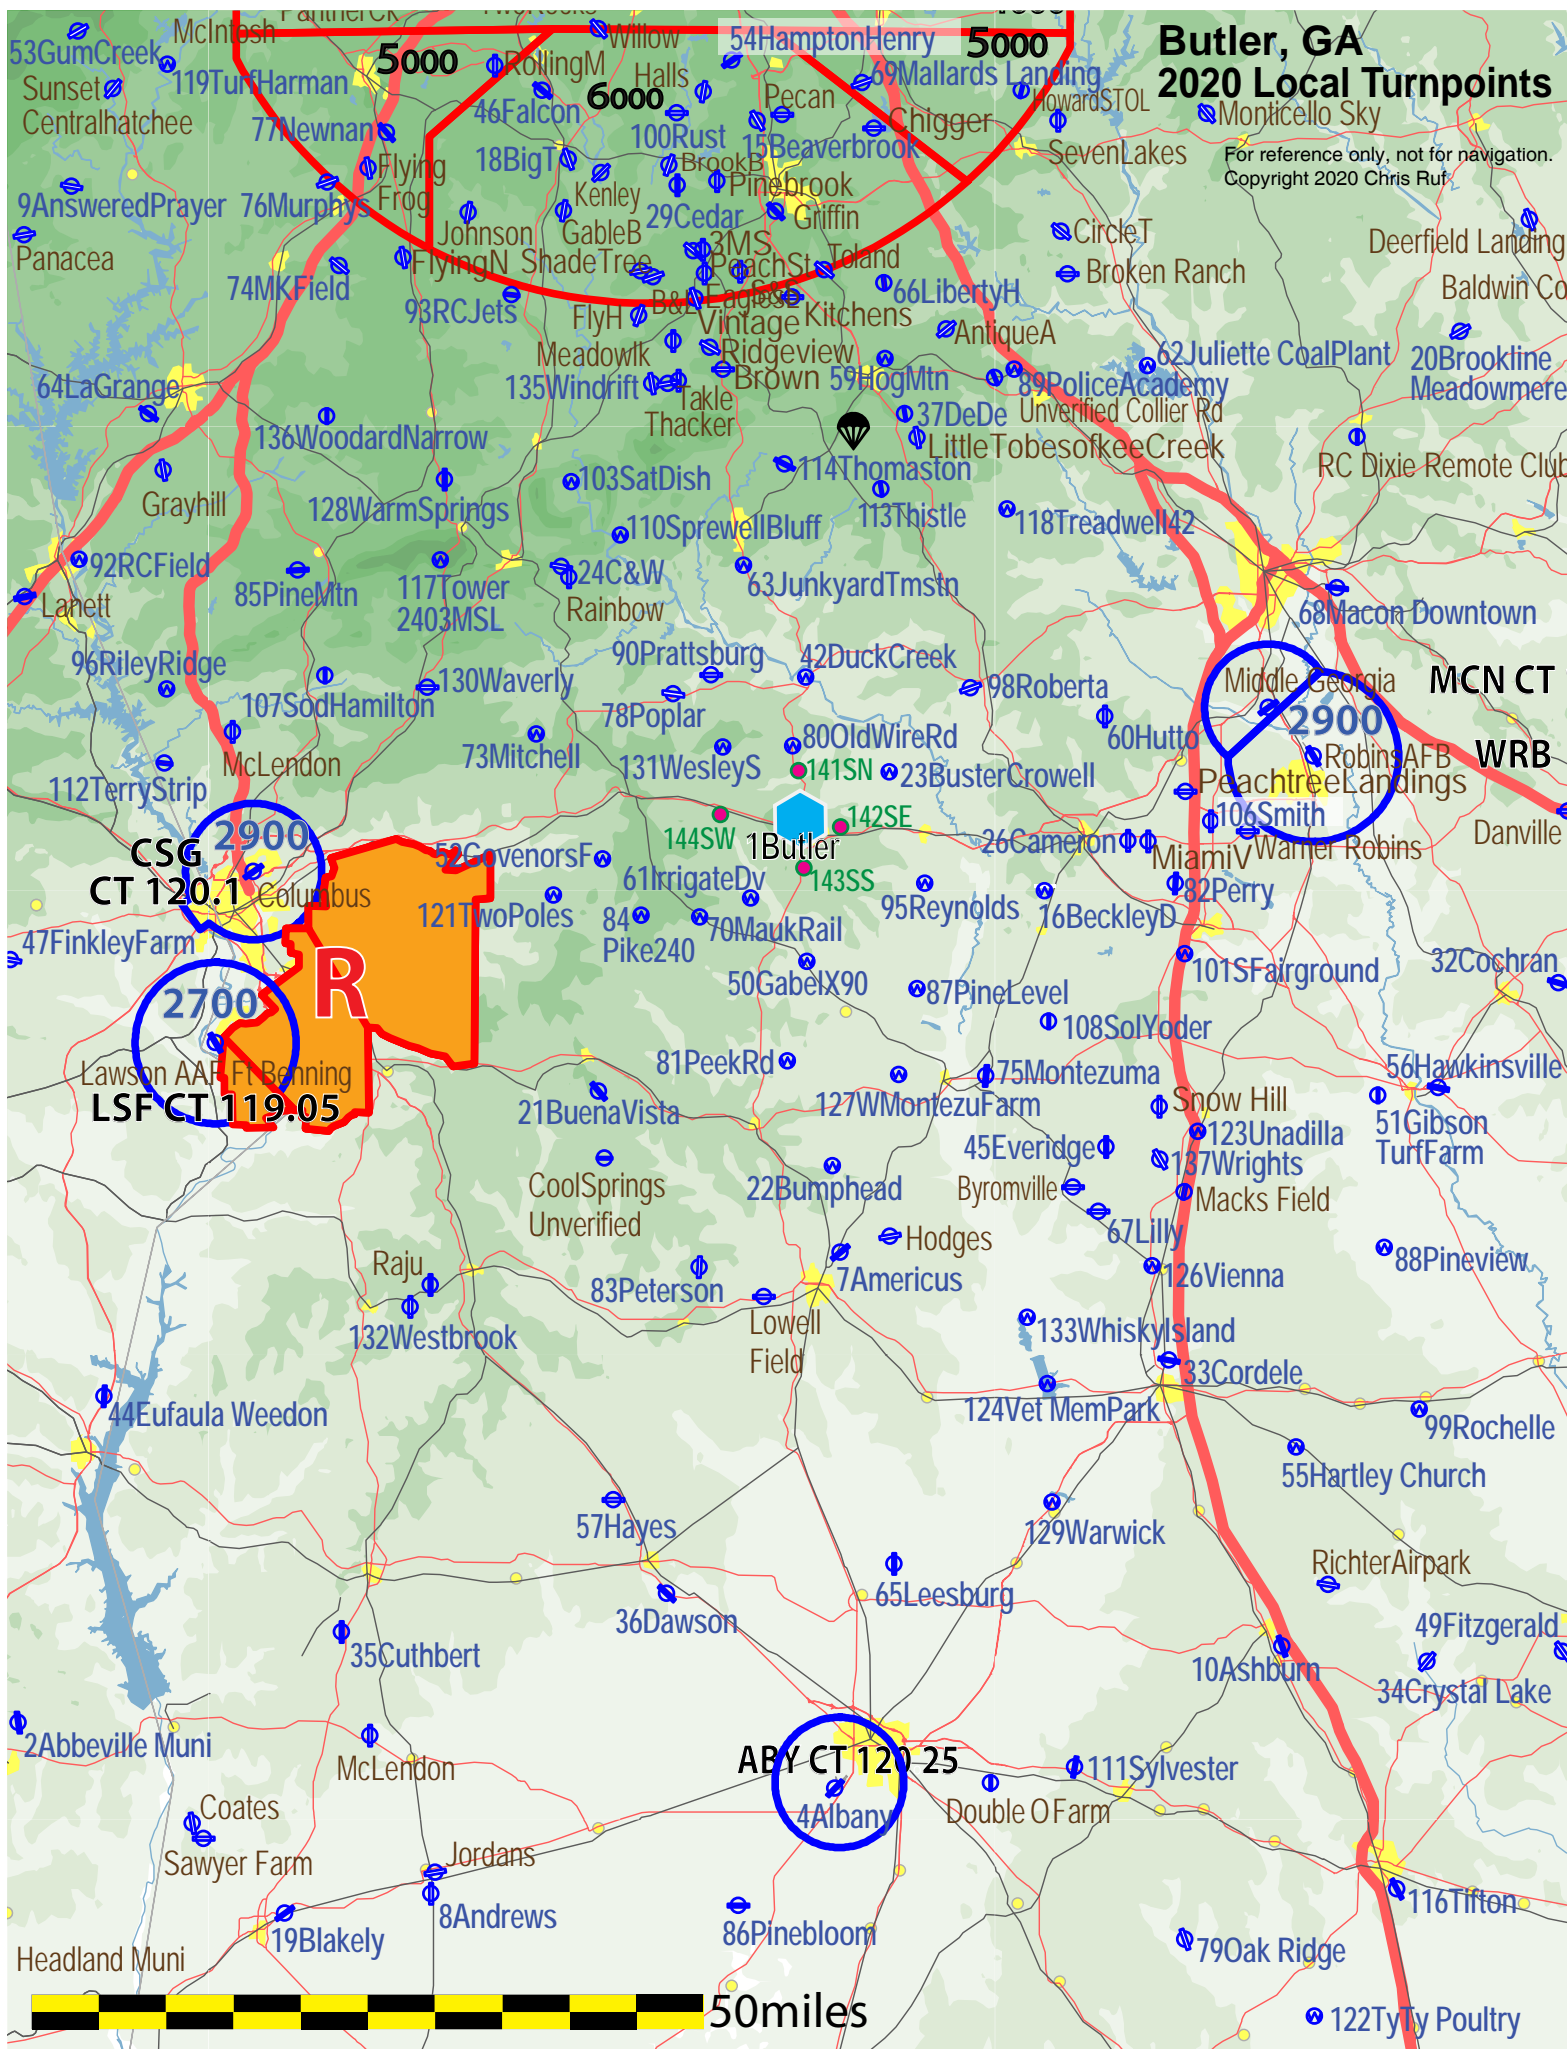 PantherCk
TwoRocks
Butler, GA
2020 Local Turnpoints
For reference only, not for navigation.
Copyright 2020 Chris Ruf
53GumCreek
McIntosh
119TurfHarman
Sunset
Centralhatchee
5000
RollingM
Willow
54HamptonHenry
5000
Halls
6000
46Falcon
69Mallards Landing
HowardSTOL
Monticello Sky
Pecan
Chigger
77Newnan
100Rust
15Beaverbrook
SevenLakes
18BigT
BrookB
Flying
Frog
Kenley
Pinebrook
9AnsweredPrayer
76Murphys
29Cedar
Griffin
Johnson
GableB
CircleT
Deerfield Landing
Panacea
FlyingN
ShadeTree
3MS
PeachSt
Toland
Broken Ranch
74MKField
93RCJets
B&L
Eagles
66LibertyH
Baldwin Co
FlyH
Vintage
Kitchens
AntiqueA
Meadowlk
Ridgeview
62Juliette CoalPlant
20Brookline
Meadowmere
64LaGrange
135Windrift
Brown
59HogMtn
89PoliceAcademy
Takle
Thacker
37DeDe
Unverified Collier Rd
136WoodardNarrow
LittleTobesofkeeCreek
Grayhill
103SatDish
114Thomaston
RC Dixie Remote Club
128WarmSprings
113Thistle
118Treadwell42
110SprewellBluff
92RCField
85PineMtn
117Tower
2403MSL
24C&W
Rainbow
63JunkyardTmstn
Lanett
68Macon Downtown
96RileyRidge
90Prattsburg
42DuckCreek
130Waverly
98Roberta
Middle Georgia
MCN CT
107SodHamilton
78Poplar
60Hutto
2900
73Mitchell
131WesleyS
80OldWireRd
RobinsAFB
WRB
McLendon
141SN
23BusterCrowell
PeachtreeLandings
112TerryStrip
2900
144SW
142SE
1Butler
106Smith
Danville
CSG
CT 120.1
52GovenorsF
26Cameron
MiamiV
Warner Robins
143SS
Columbus
61IrrigateDv
82Perry
121TwoPoles
84
Pike240
70MaukRail
95Reynolds
16BeckleyD
47FinkleyFarm
R
50GabelX90
101SFairground
32Cochran
2700
87PineLevel
108SolYoder
Lawson AAF Ft Benning
LSF CT 119.05
81PeekRd
75Montezuma
56Hawkinsville
21BuenaVista
127WMontezuFarm
Snow Hill
51Gibson
TurfFarm
123Unadilla
45Everidge
137Wrights
CoolSprings
Unverified
22Bumphead
Byromville
Macks Field
67Lilly
Hodges
7Americus
88Pineview
Raju
83Peterson
126Vienna
132Westbrook
Lowell
Field
133WhiskyIsland
33Cordele
44Eufaula Weedon
124Vet MemPark
99Rochelle
55Hartley Church
57Hayes
129Warwick
RichterAirpark
65Leesburg
36Dawson
49Fitzgerald
35Cuthbert
10Ashburn
34Crystal Lake
2Abbeville Muni
McLendon
ABY CT 120 25
111Sylvester
Coates
4Albany
Double O Farm
Sawyer Farm
Jordans
8Andrews
116Tifton
19Blakely
86Pinebloom
79Oak Ridge
Headland Muni
50miles
122TyTy Poultry